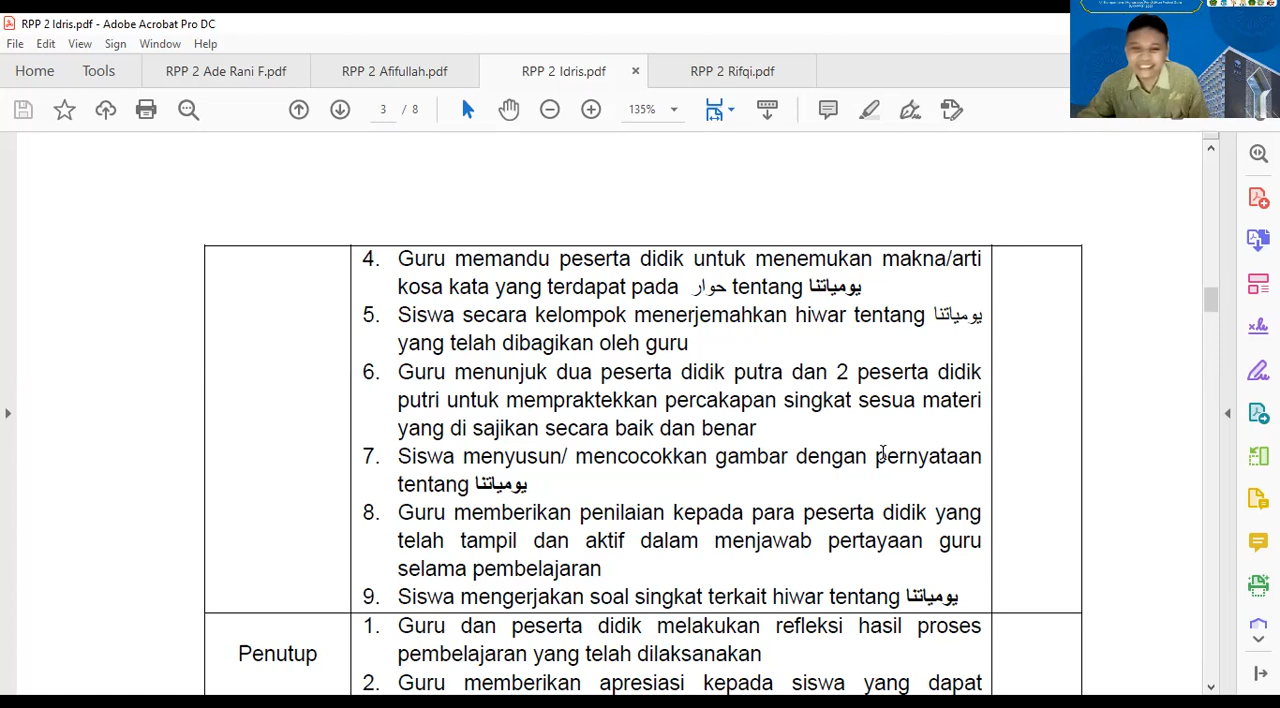 RPP 2 Idris.pdf - Adobe Acrobat Pro DC
File Edit View Sign Window Help
Home Tools RPP 2 Ade Rani F.pdf RPP 2 Afifullah.pdf RPP 2 Idris.pdf × RPP 2 Rifqi.pdf
3 / 8 135%
4. Guru memandu peserta didik untuk menemukan makna/arti
kosa kata yang terdapat pada حوار tentang يومياتنا
5. Siswa secara kelompok menerjemahkan hiwar tentang يومياتنا
yang telah dibagikan oleh guru
6. Guru menunjuk dua peserta didik putra dan 2 peserta didik
putri untuk mempraktekkan percakapan singkat sesua materi
yang di sajikan secara baik dan benar
7. Siswa menyusun/ mencocokkan gambar dengan pernyataan
tentang يومياتنا
8. Guru memberikan penilaian kepada para peserta didik yang
telah tampil dan aktif dalam menjawab pertayaan guru
selama pembelajaran
9. Siswa mengerjakan soal singkat terkait hiwar tentang يومياتنا
Penutup
1. Guru dan peserta didik melakukan refleksi hasil proses
pembelajaran yang telah dilaksanakan
2. Guru memberikan apresiasi kepada siswa yang dapat